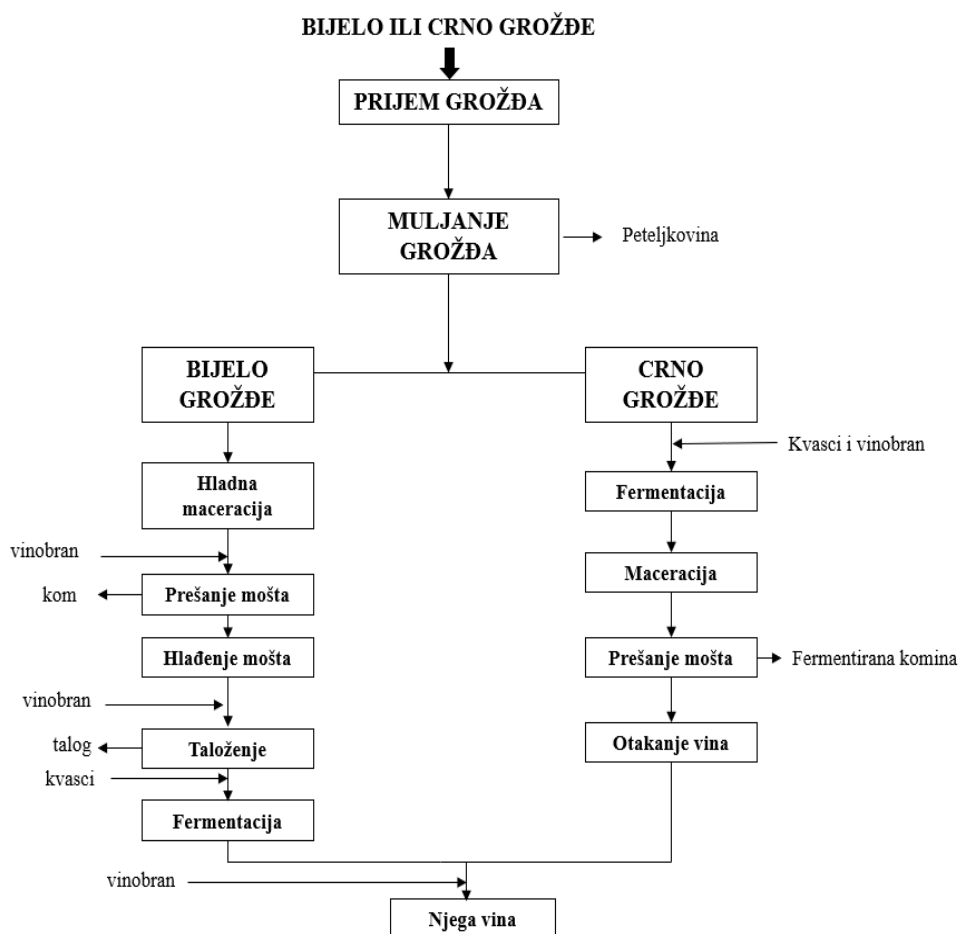 BIJELO ILI CRNO GROŽĐE
PRIJEM GROŽĐA
MULJANJE
GROŽĐA
Peteljkovina
BIJELO
GROŽĐE
CRNO
GROŽĐE
Kvasci i vinobran
Hladna
maceracija
Fermentacija
vinobran
Maceracija
kom
Prešanje mošta
Hlađenje mošta
Prešanje mošta
Fermentirana komina
vinobran
talog
Taloženje
Otakanje vina
kvasci
Fermentacija
vinobran
Njega vina